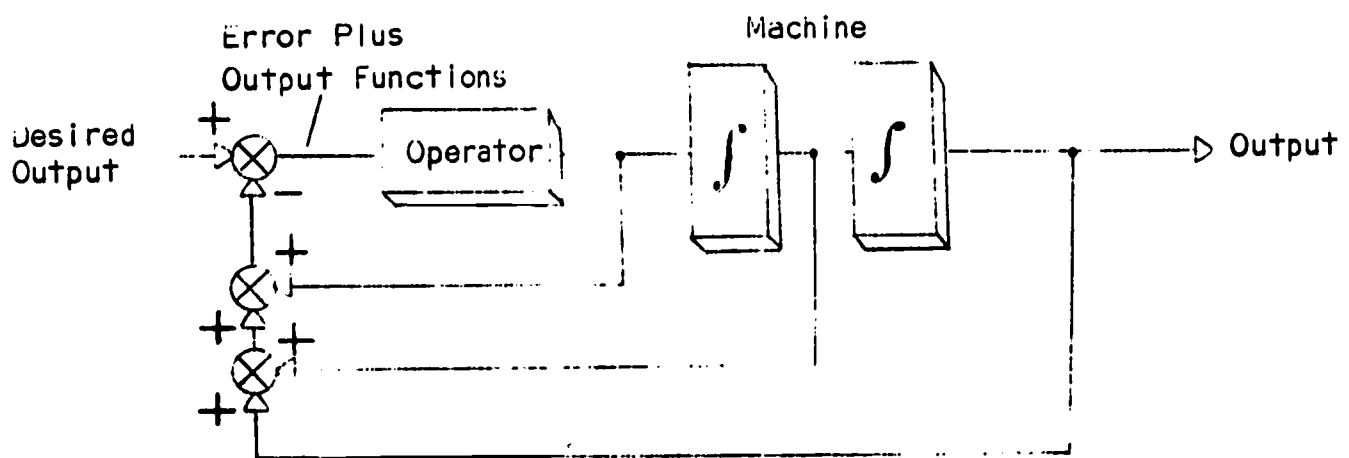 Error Plus
Output Functions
Machine
Desired
Output
+
Operator
∫
∫
Output
−
+
+
+
+